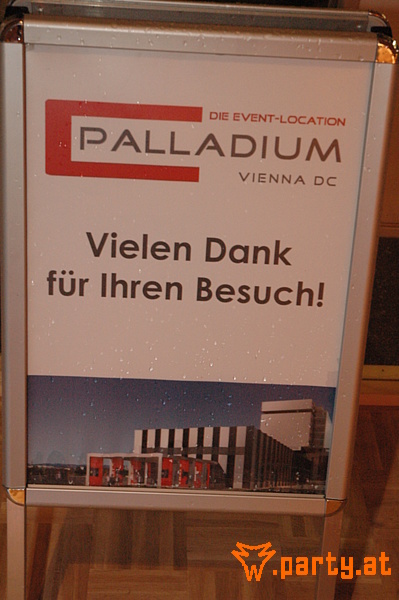 DIE EVENT-LOCATION
PALLADIUM
VIENNA DC
Vielen Dank
für Ihren Besuch!
.party.at